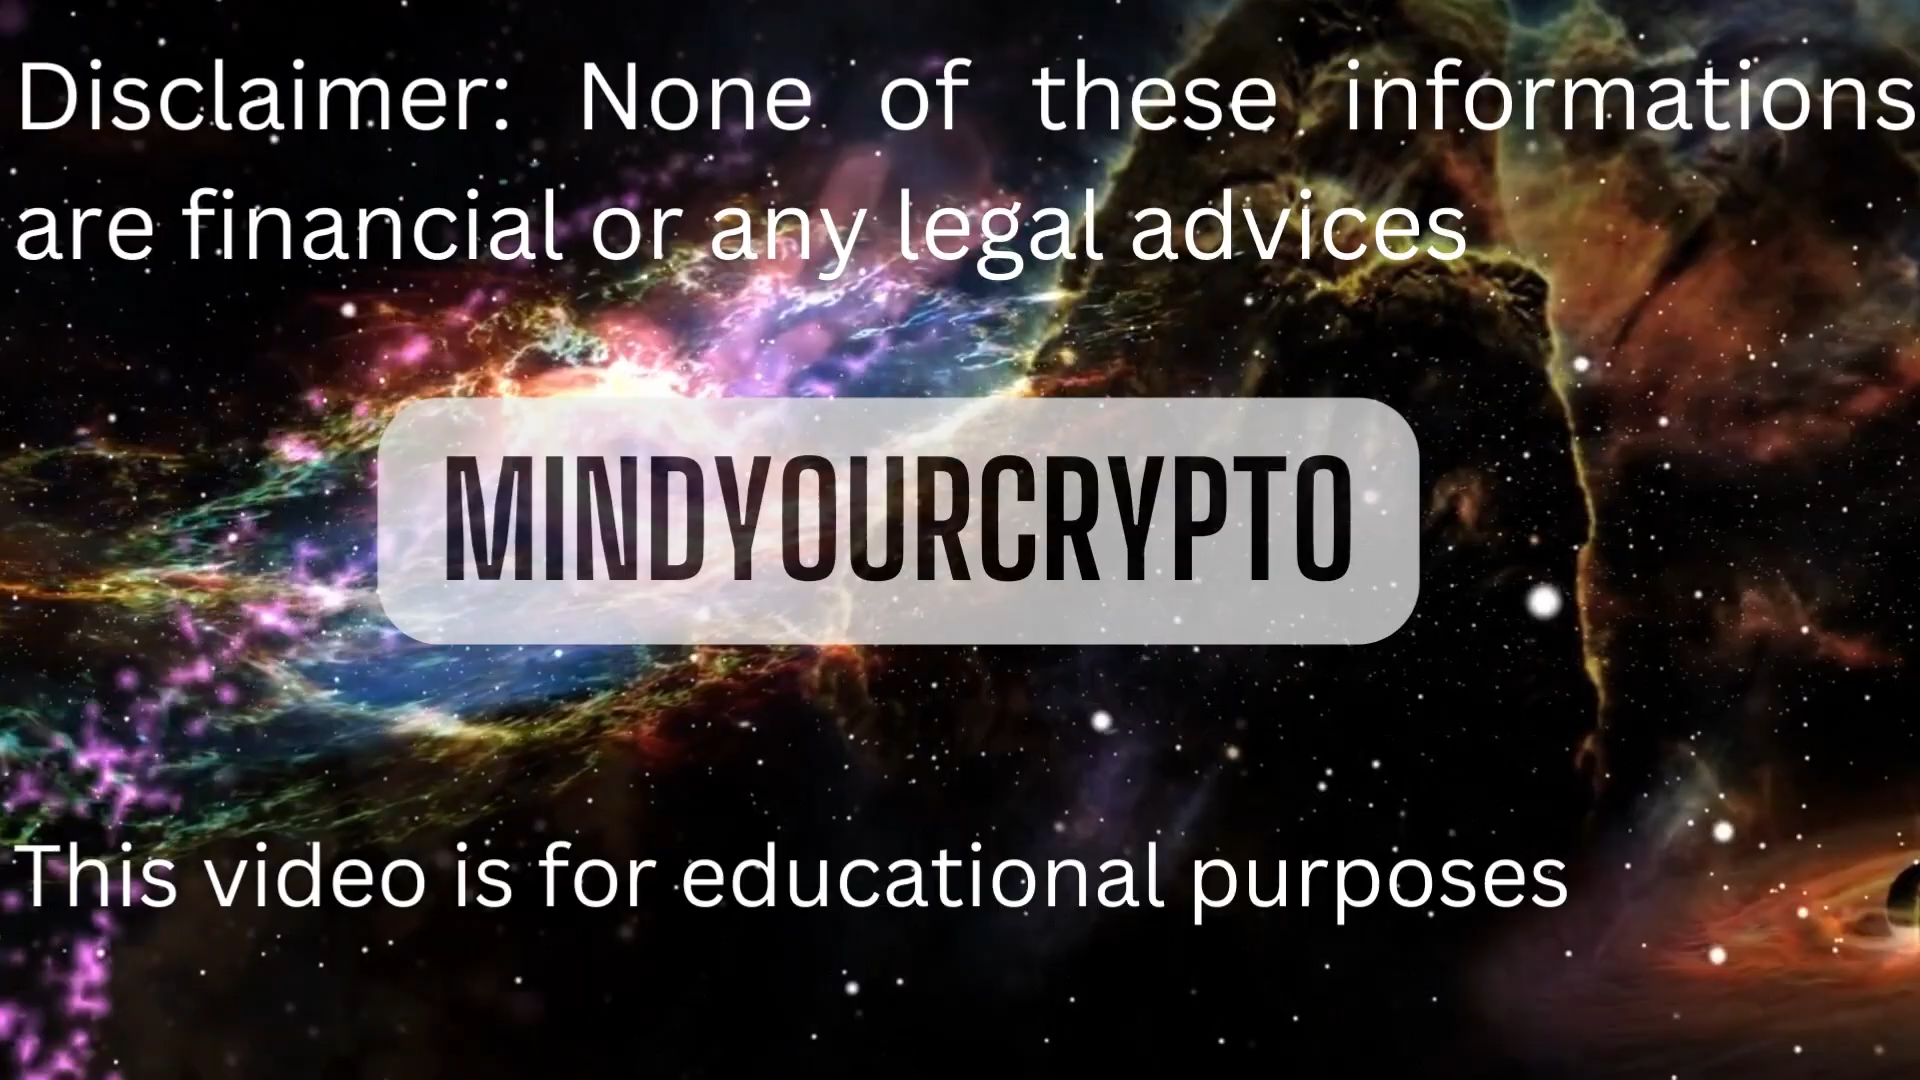 Disclaimer: None of these informations
are financial or any legal advices
MINDYOURCRYPTO
This video is for educational purposes